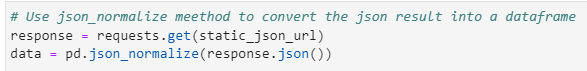 # Use json_normalize meethod to convert the json result into a dataframe
response = requests.get(static_json_url)
data = pd.json_normalize(response.json())